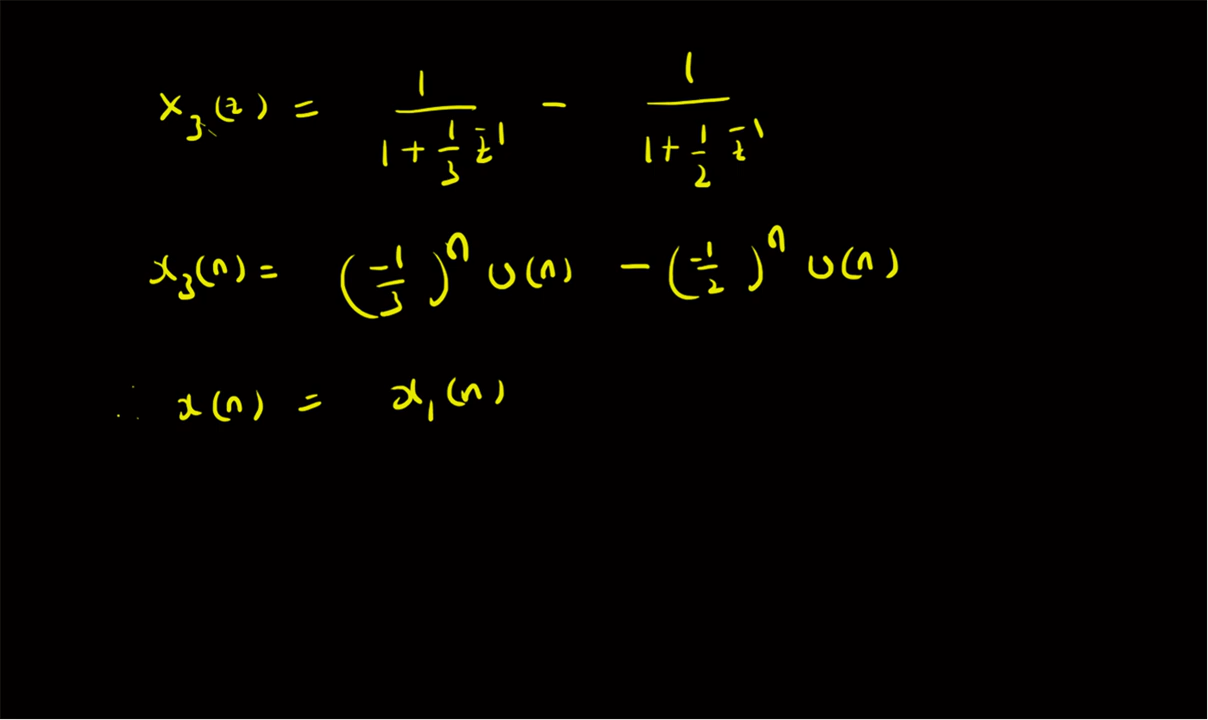 X₃(z) = 1/(1 + 1/3 z⁻¹) - 1/(1 + 1/2 z⁻¹)
x₃(n) = (-1/3)ⁿ u(n) - (-1/2)ⁿ u(n)
∴ x(n) = x₁(n)